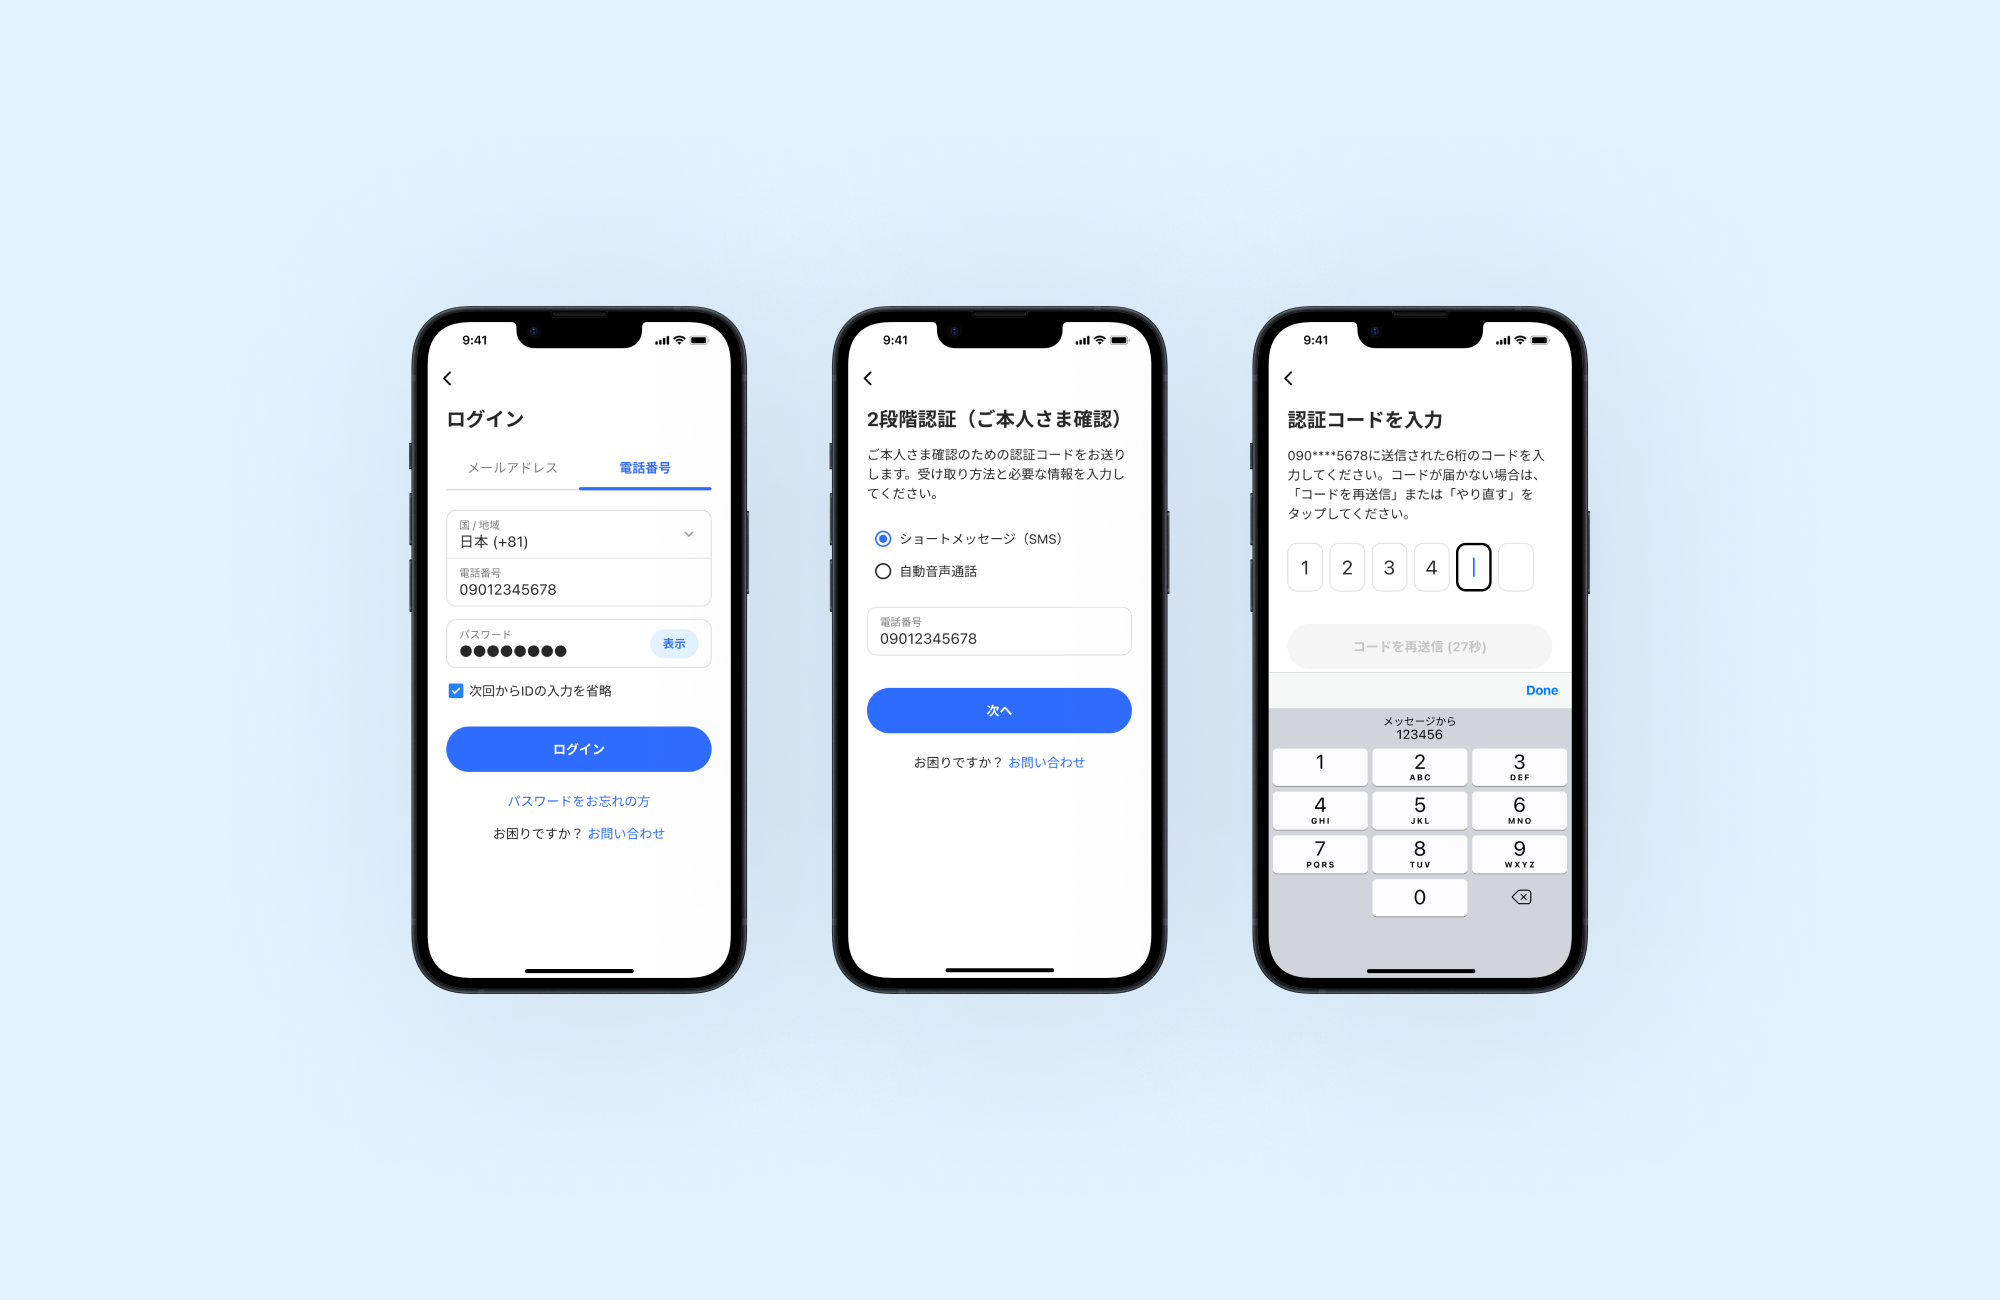 9:41
ログイン
メールアドレス
電話番号
国 / 地域
日本 (+81)
電話番号
09012345678
パスワード
表示
次回からIDの入力を省略
ログイン
パスワードをお忘れの方
お困りですか？ お問い合わせ
9:41
2段階認証（ご本人さま確認）
ご本人さま確認のための認証コードをお送り
します。受け取り方法と必要な情報を入力し
てください。
ショートメッセージ（SMS）
自動音声通話
電話番号
09012345678
次へ
お困りですか？ お問い合わせ
9:41
認証コードを入力
090****5678に送信された6桁のコードを入
力してください。コードが届かない場合は、
「コードを再送信」または「やり直す」を
タップしてください。
1 2 3 4
コードを再送信 (27秒)
Done
メッセージから
123456
1 2 3
ABC DEF
4 5 6
GHI JKL MNO
7 8 9
PQRS TUV WXYZ
0